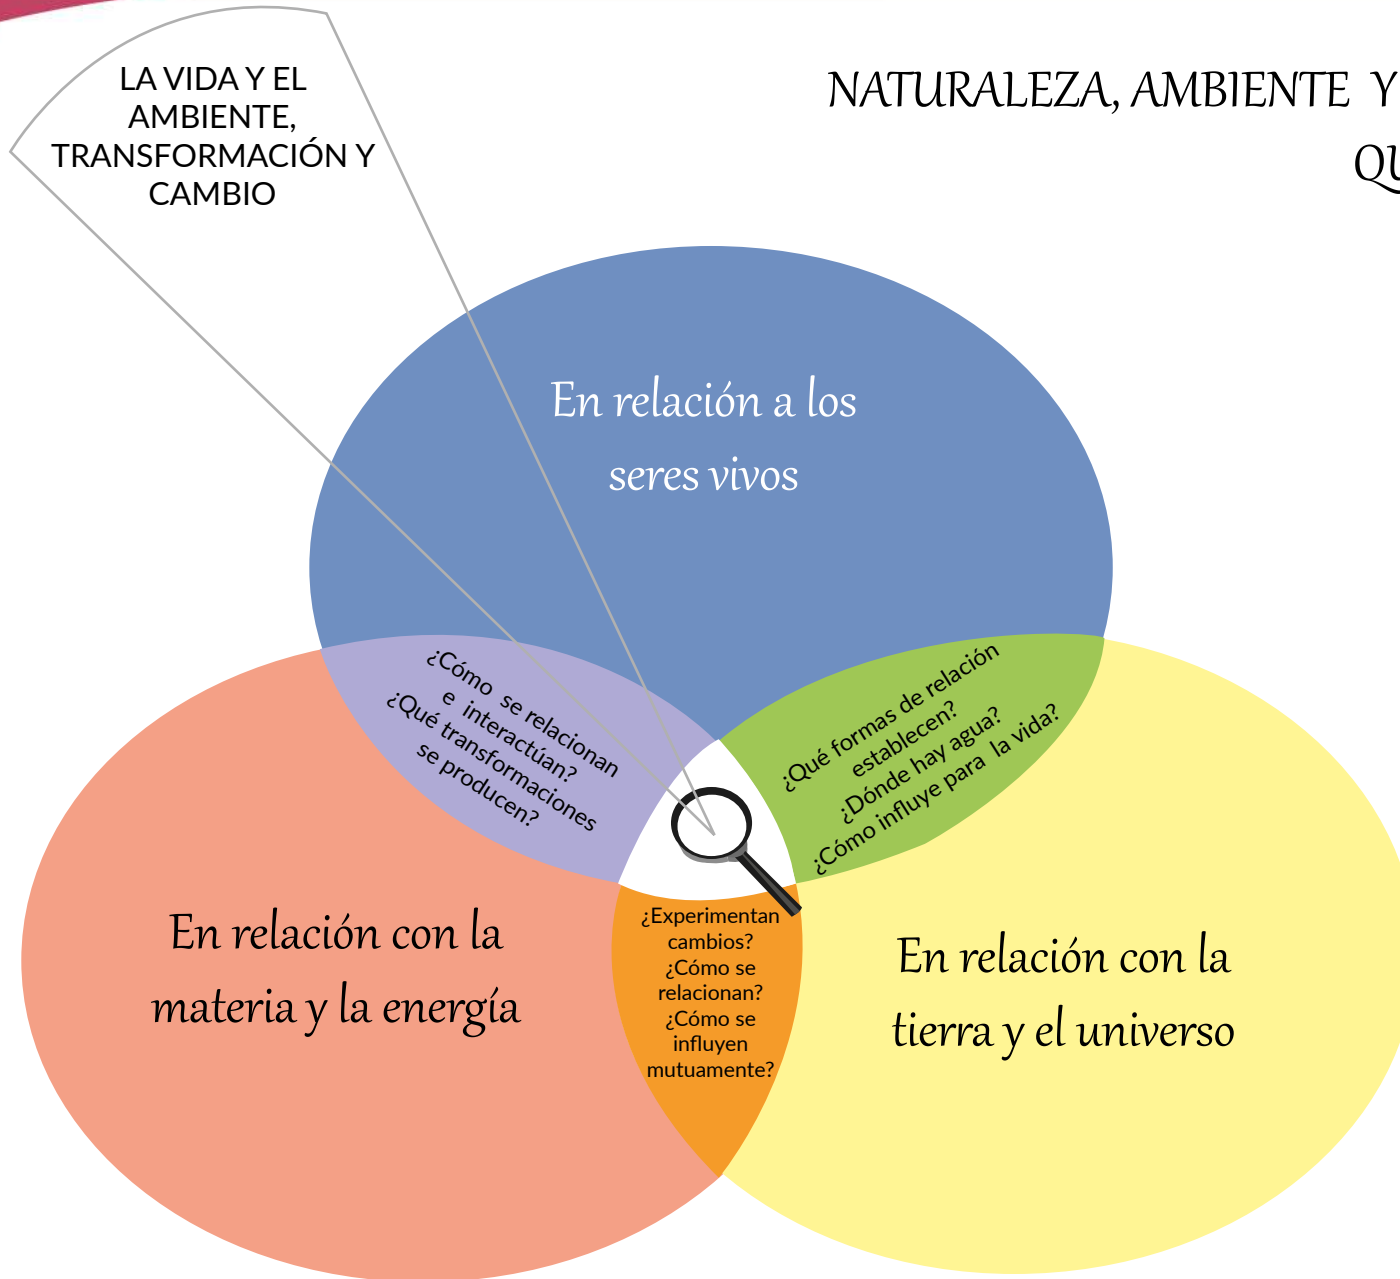 LA VIDA Y EL
AMBIENTE,
TRANSFORMACIÓN Y
CAMBIO
NATURALEZA, AMBIENTE Y
En relación a los
seres vivos
¿Cómo se relacionan
e interactúan?
¿Qué transformaciones
se producen?
¿Qué formas de relación
establecen?
¿Dónde hay agua?
¿Cómo influye para la vida?
En relación con la
materia y la energía
¿Experimentan
cambios?
¿Cómo se
relacionan?
¿Cómo se
influyen
mutuamente?
En relación con la
tierra y el universo